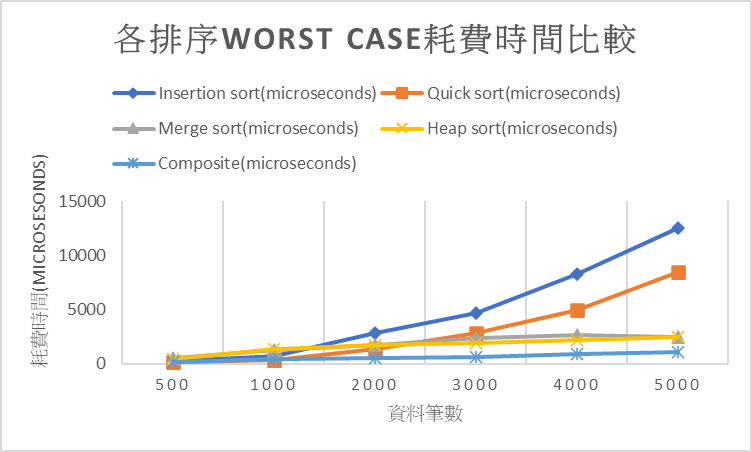 各排序WORST CASE耗費時間比較
Insertion sort(microseconds)
Quick sort(microseconds)
Merge sort(microseconds)
Heap sort(microseconds)
Composite(microseconds)
耗費時間(MICROSESONDS)
15000
10000
5000
0
500
1000
2000
3000
4000
5000
資料筆數